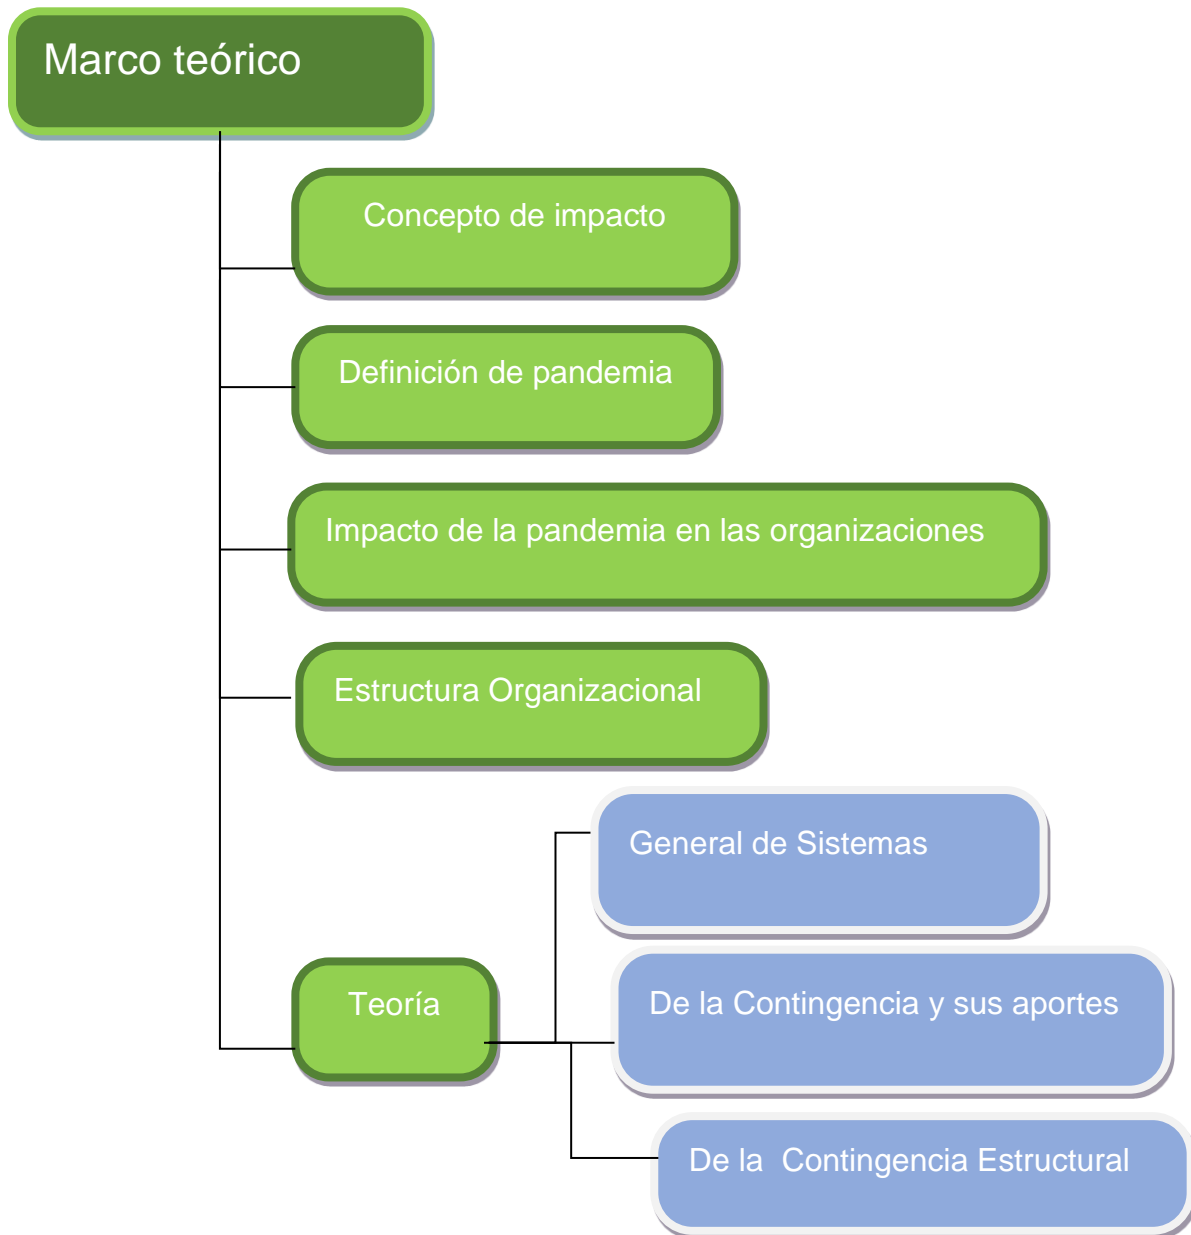 Marco teórico
Concepto de impacto
Definición de pandemia
Impacto de la pandemia en las organizaciones
Estructura Organizacional
Teoría
General de Sistemas
De la Contingencia y sus aportes
De la  Contingencia Estructural